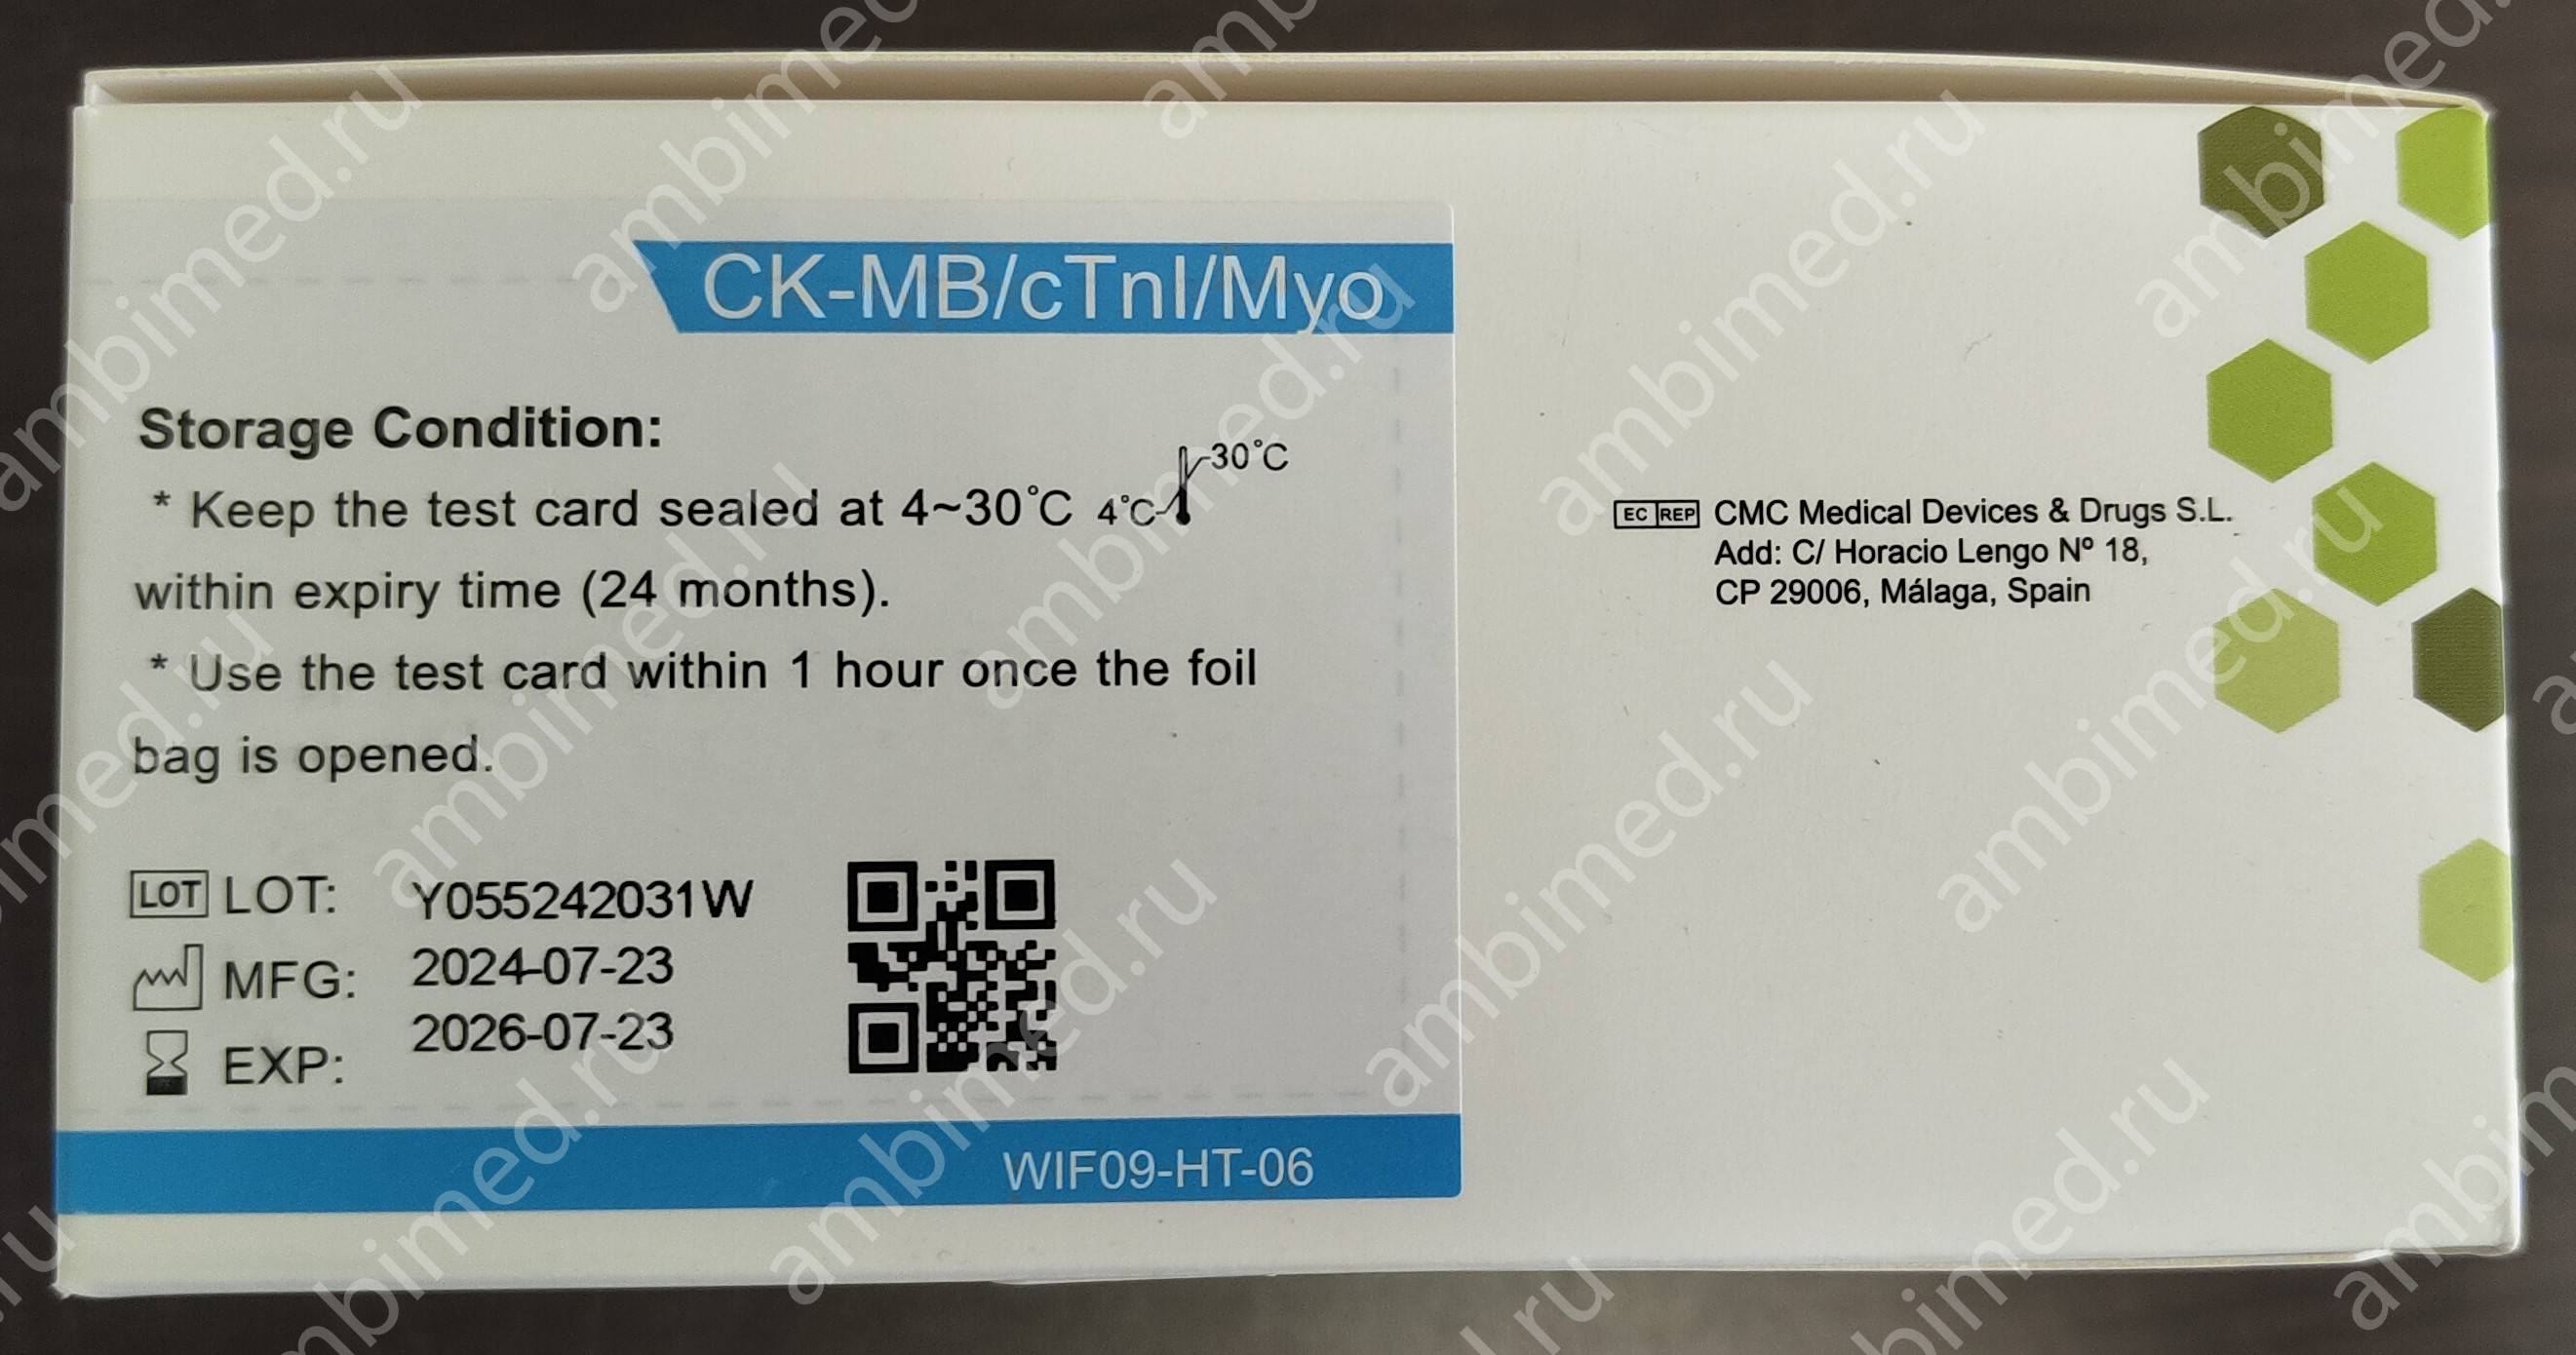 CK-MB/cTnI/Myo
Storage Condition:
* Keep the test card sealed at 4~30°C 4°C 30°C
within expiry time (24 months).
* Use the test card within 1 hour once the foil
bag is opened.
LOT LOT: Y055242031W
MFG: 2024-07-23
EXP: 2026-07-23
WIF09-HT-06
EC REP CMC Medical Devices & Drugs S.L.
Add: C/ Horacio Lengo Nº 18,
CP 29006, Málaga, Spain
ambimed.ru